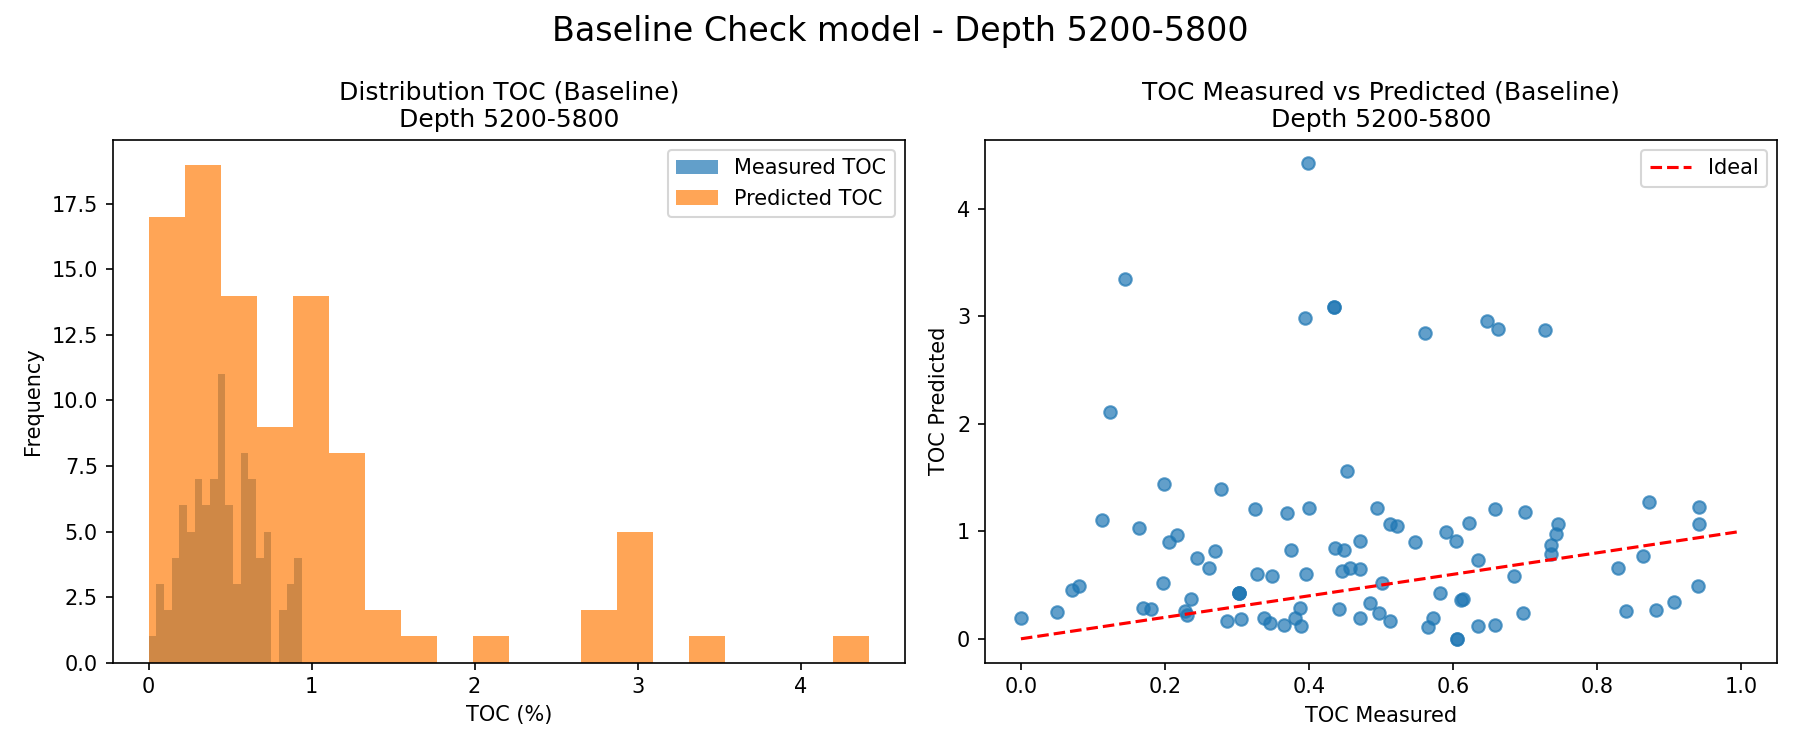 Baseline Check model - Depth 5200-5800
Distribution TOC (Baseline)
Depth 5200-5800
Measured TOC
Predicted TOC
Frequency
17.5
15.0
12.5
10.0
7.5
5.0
2.5
0.0
0 1 2 3 4
TOC (%)
TOC Measured vs Predicted (Baseline)
Depth 5200-5800
Ideal
TOC Predicted
4
3
2
1
0
0.0 0.2 0.4 0.6 0.8 1.0
TOC Measured